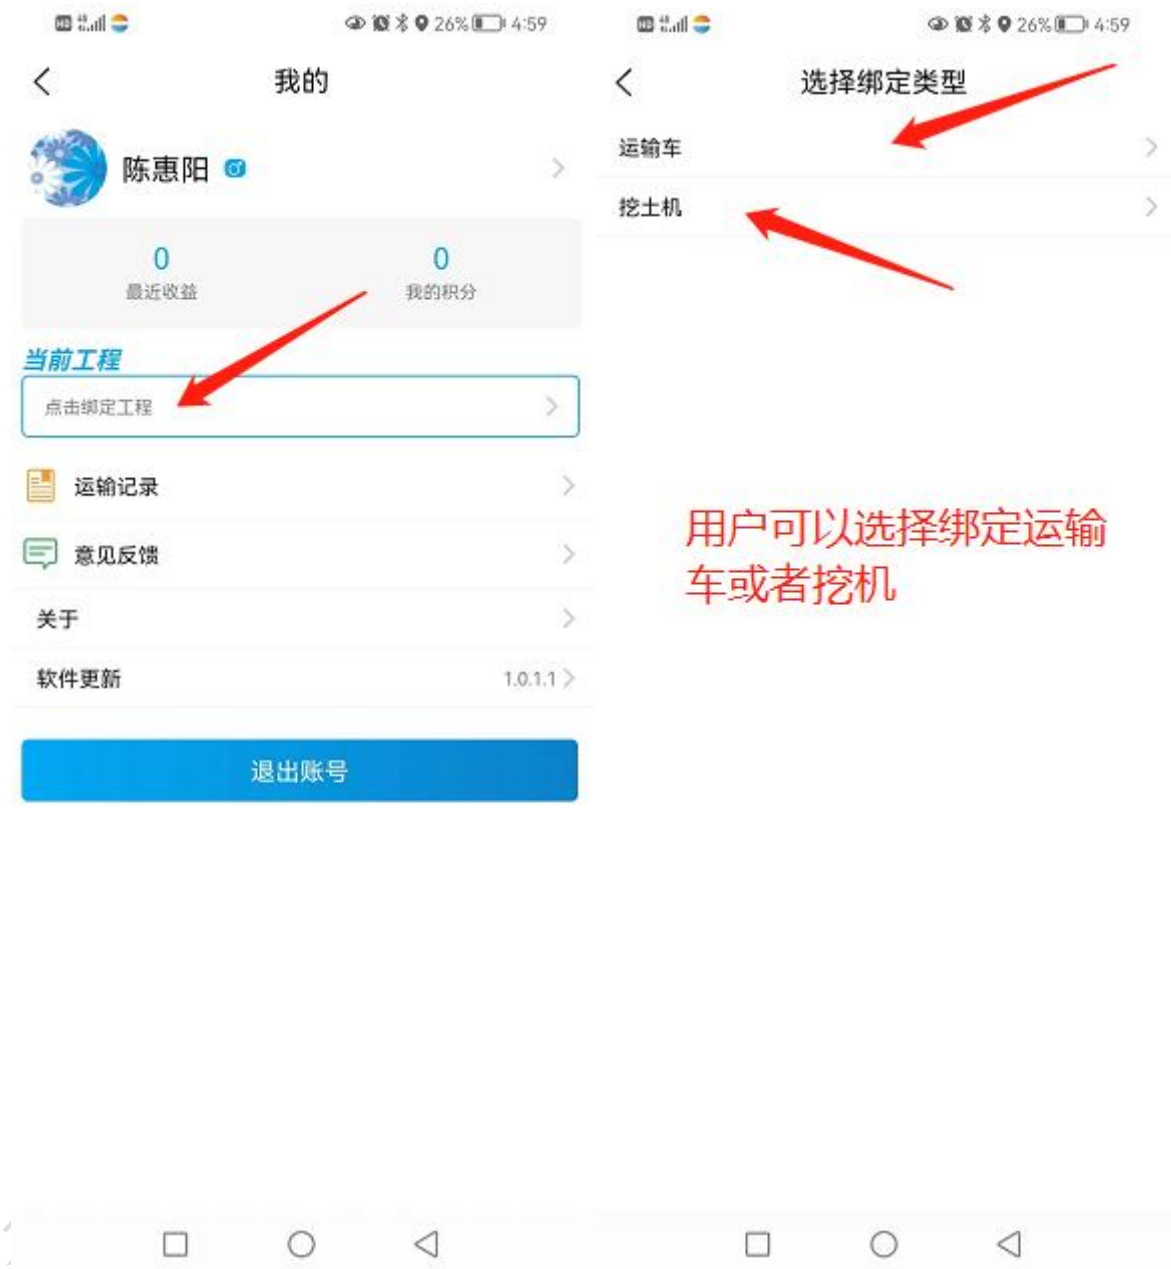 HD 26% 4:59
我的
陈惠阳
0 0
最近收益 我的积分
当前工程
点击绑定工程
运输记录
意见反馈
关于
软件更新 1.0.1.1
退出账号
HD 26% 4:59
选择绑定类型
运输车
挖土机
用户可以选择绑定运输
车或者挖机